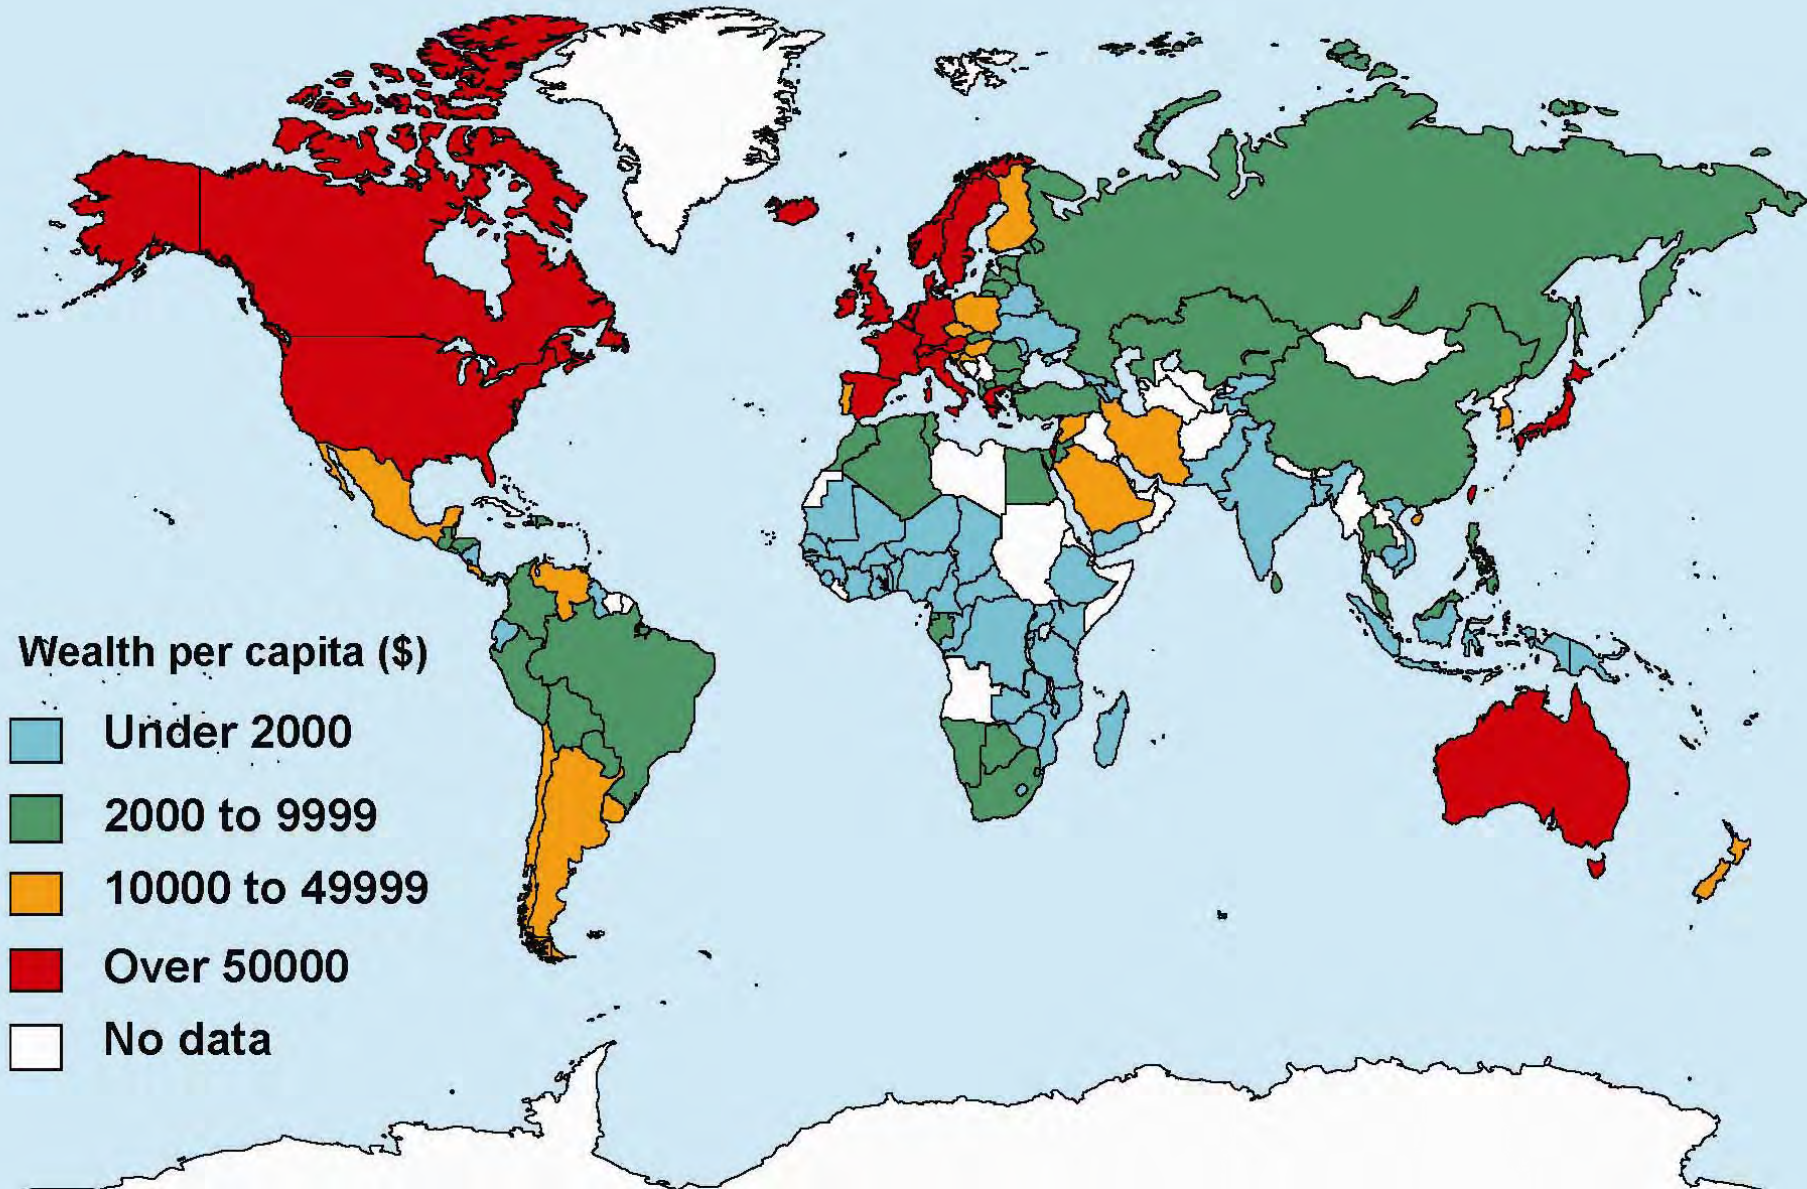 Wealth per capita ($)
Under 2000
2000 to 9999
10000 to 49999
Over 50000
No data